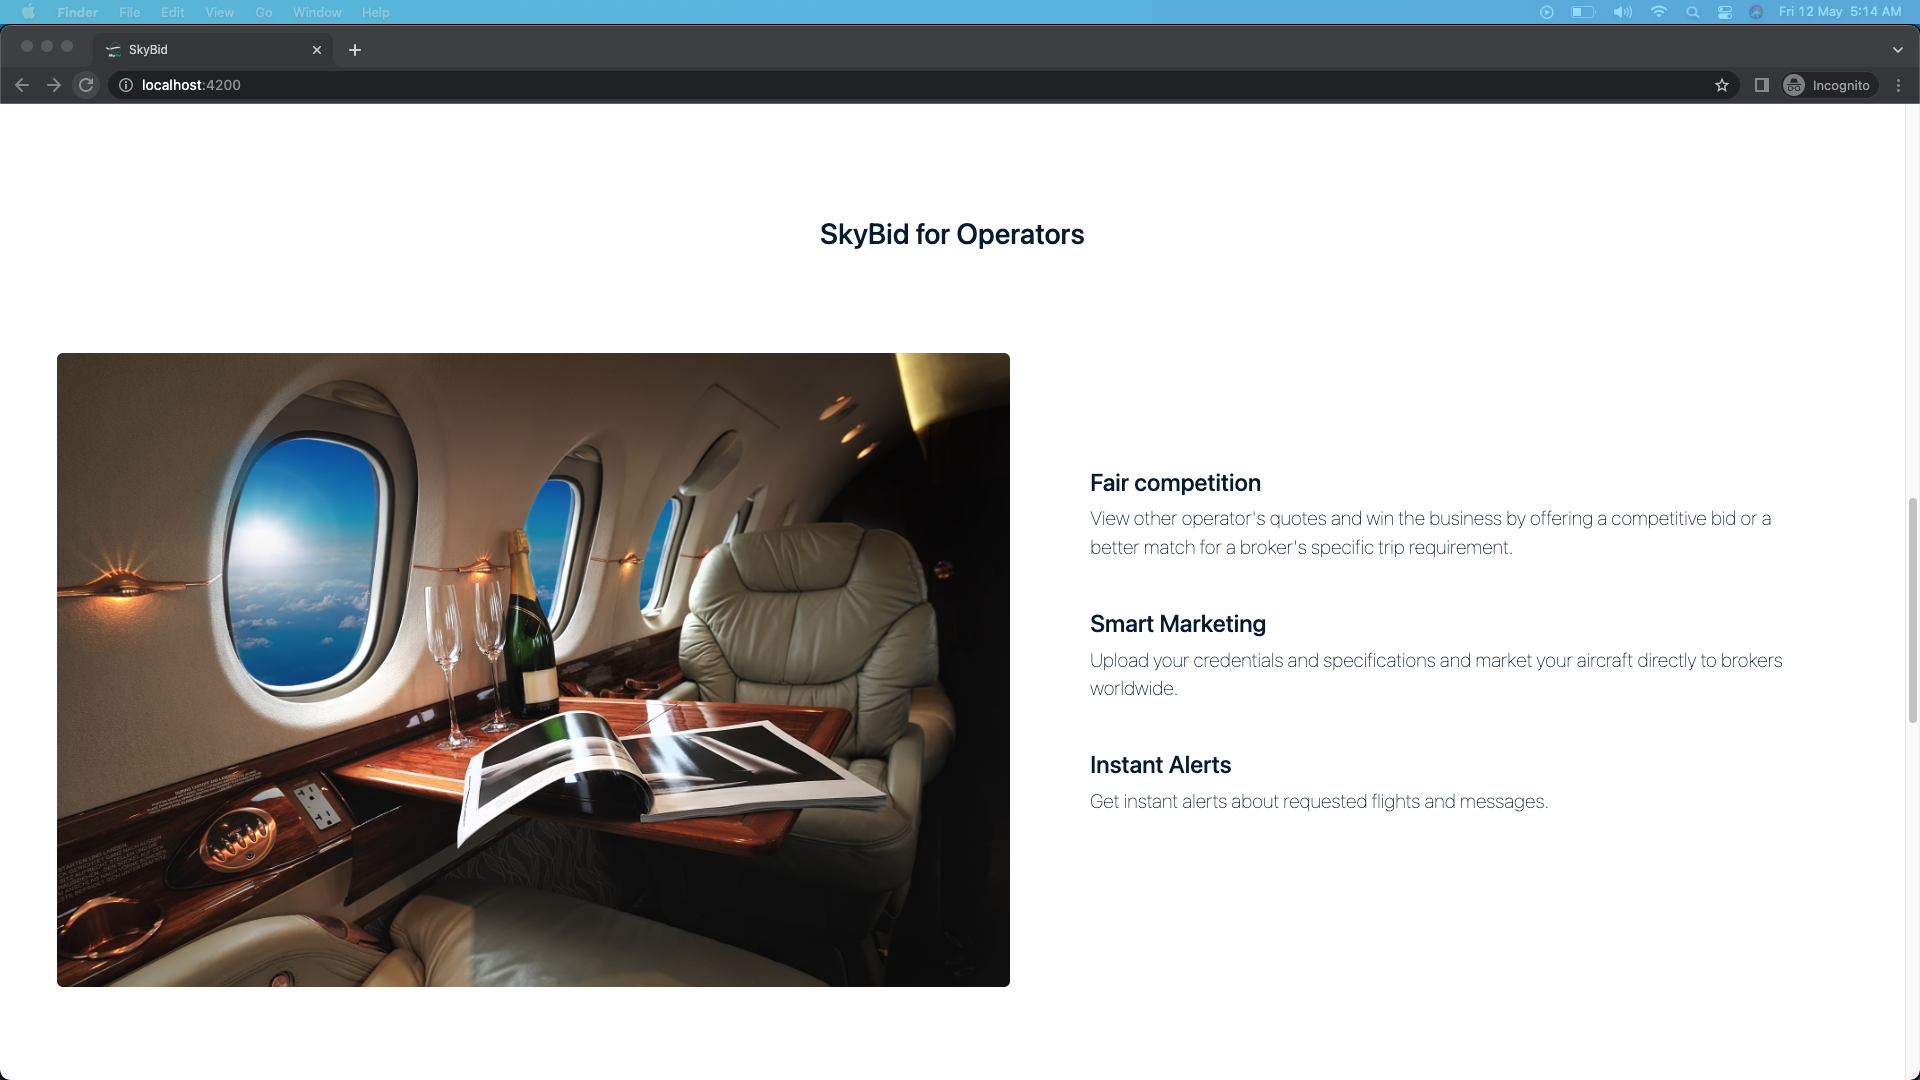 Finder File Edit View Go Window Help Fri 12 May 5:14 AM
SkyBid
localhost:4200 Incognito
SkyBid for Operators
Fair competition
View other operator's quotes and win the business by offering a competitive bid or a
better match for a broker's specific trip requirement.
Smart Marketing
Upload your credentials and specifications and market your aircraft directly to brokers
worldwide.
Instant Alerts
Get instant alerts about requested flights and messages.